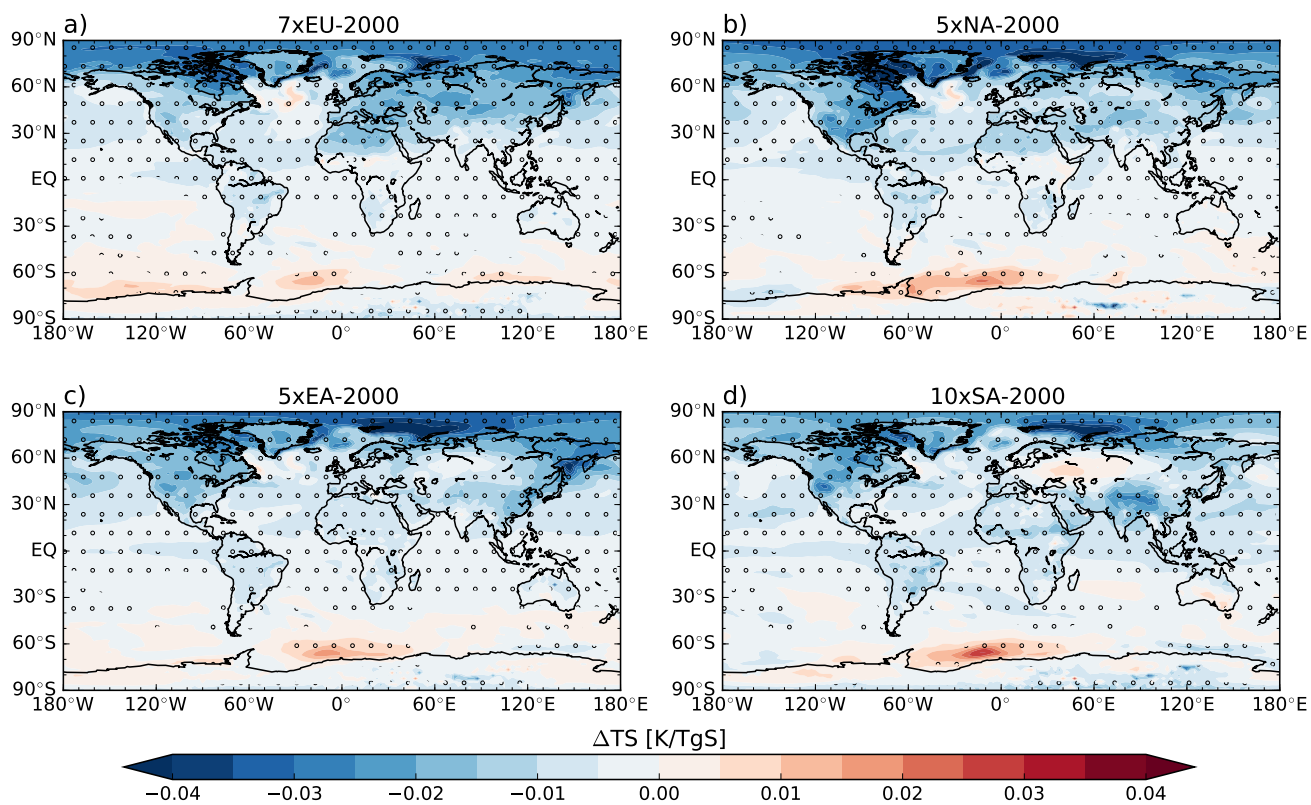 a) 7xEU-2000
b) 5xNA-2000
90°N 90°N
60°N 60°N
30°N 30°N
EQ EQ
30°S 30°S
60°S 60°S
90°S 90°S
180°W 120°W 60°W 0° 60°E 120°E 180°E 180°W 120°W 60°W 0° 60°E 120°E 180°E
c) 5xEA-2000
d) 10xSA-2000
90°N 90°N
60°N 60°N
30°N 30°N
EQ EQ
30°S 30°S
60°S 60°S
90°S 90°S
180°W 120°W 60°W 0° 60°E 120°E 180°E 180°W 120°W 60°W 0° 60°E 120°E 180°E
ΔTS [K/TgS]
−0.04 −0.03 −0.02 −0.01 0.00 0.01 0.02 0.03 0.04